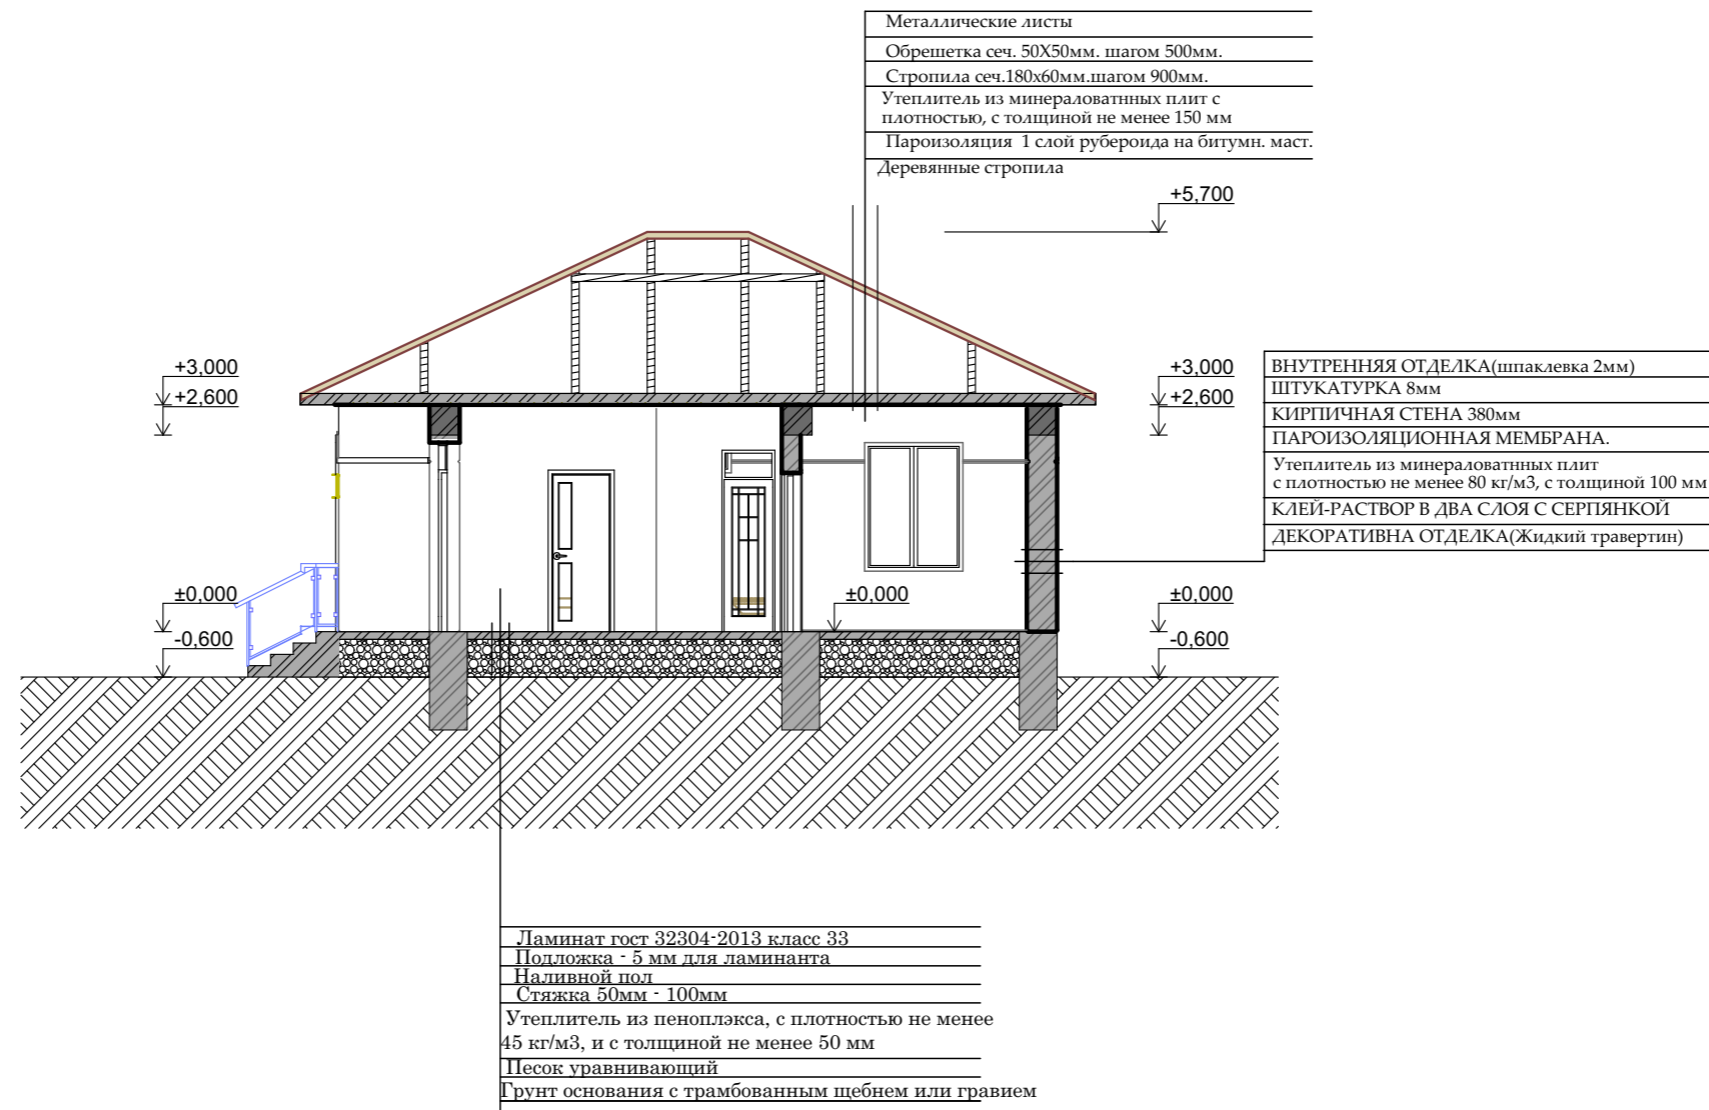 Металлические листы
Обрешетка сеч. 50Х50мм. шагом 500мм.
Стропила сеч.180х60мм.шагом 900мм.
Утеплитель из минераловатнных плит с
плотностью, с толщиной не менее 150 мм
Пароизоляция 1 слой рубероида на битумн. маст.
Деревянные стропила
+5,700
+3,000
+2,600
+3,000
+2,600
ВНУТРЕННЯЯ ОТДЕЛКА(шпаклевка 2мм)
ШТУКАТУРКА 8мм
КИРПИЧНАЯ СТЕНА 380мм
ПАРОИЗОЛЯЦИОННАЯ МЕМБРАНА.
Утеплитель из минераловатнных плит
с плотностью не менее 80 кг/м3, с толщиной 100 мм
КЛЕЙ-РАСТВОР В ДВА СЛОЯ С СЕРПЯНКОЙ
ДЕКОРАТИВНА ОТДЕЛКА(Жидкий травертин)
±0,000
-0,600
±0,000
±0,000
-0,600
Ламинат гост 32304-2013 класс 33
Подложка - 5 мм для ламинанта
Наливной пол
Стяжка 50мм - 100мм
Утеплитель из пеноплэкса, с плотностью не менее
45 кг/м3, и с толщиной не менее 50 мм
Песок уравнивающий
Грунт основания с трамбованным щебнем или гравием